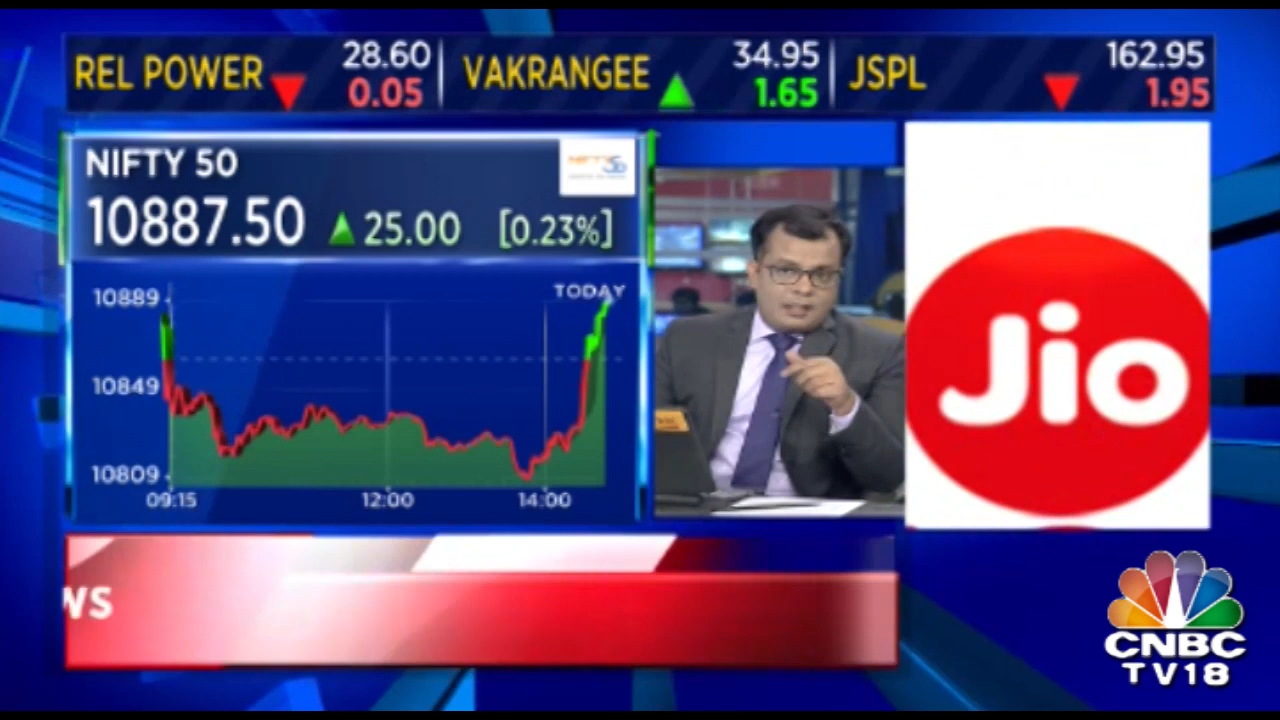 REL POWER 28.60 VAKRANGEE 34.95 JSPL 162.95
0.05 1.65 1.95
NIFTY 50
10887.50 25.00 [0.23%]
TODAY
10889
10849
10809
09:15 12:00 14:00
Jio
WS
CNBC
TV18